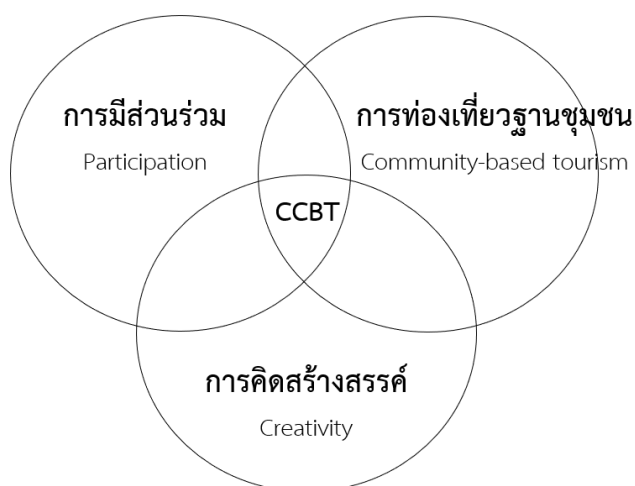 การมีส่วนร่วม
Participation
การท่องเที่ยวฐานชุมชน
Community-based tourism
CCBT
การคิดสร้างสรรค์
Creativity